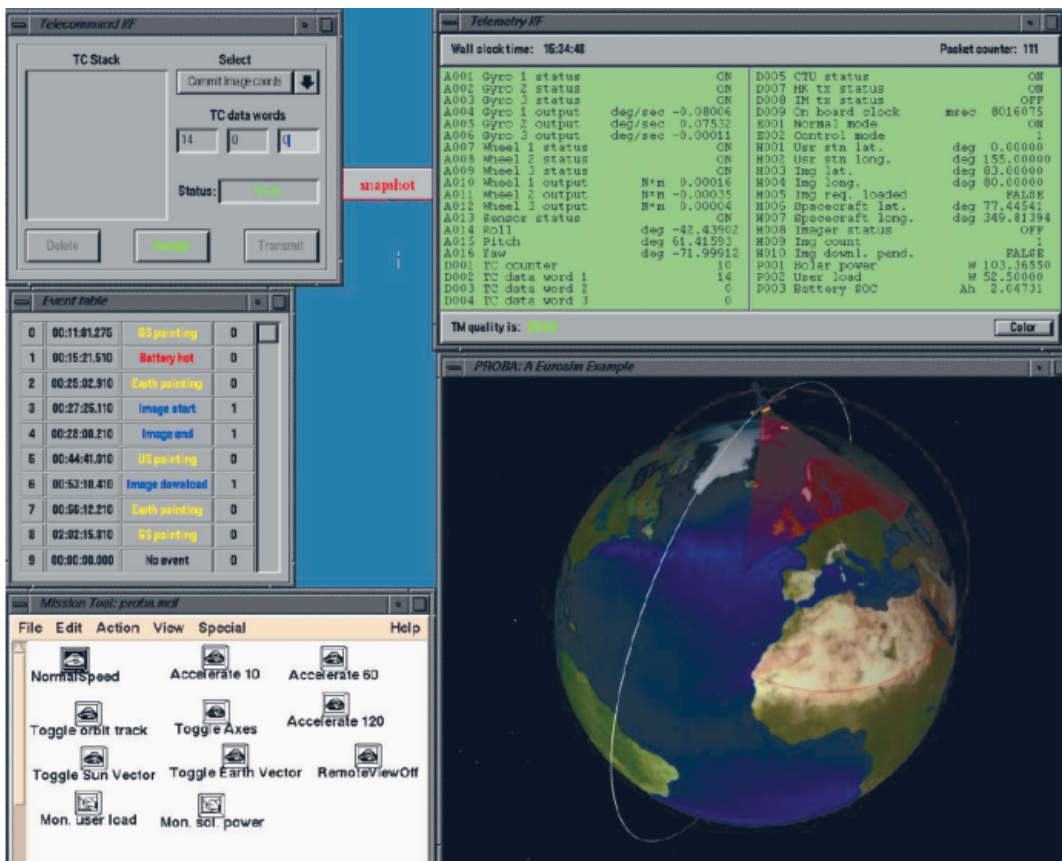 Telecommand I/F
TC Stack
Select
Commit image coords
TC data words
14 0 0
Status:
Delete
Accept
Transmit
snapshot
Event table
0 00:11:01.275 GS pointing 0
1 00:15:21.510 Battery hot 0
2 00:25:02.910 Earth pointing 0
3 00:27:25.110 Image start 1
4 00:28:00.210 Image end 1
5 00:44:41.010 US pointing 0
6 00:53:10.410 Image dowload 1
7 00:56:12.210 Earth pointing 0
8 02:02:15.810 GS pointing 0
9 00:00:00.000 No event 0
Mission Tool: proba.mdf
File Edit Action View Special Help
NormalSpeed Accelerate 10 Accelerate 60
Toggle orbit track Toggle Axes Accelerate 120
Toggle Sun Vector Toggle Earth Vector RemoteViewOff
Mon. user load Mon. sol. power
Telemetry I/F
Wall clock time: 15:34:48 Packet counter: 111
A001 Gyro 1 status ON
A002 Gyro 2 status ON
A003 Gyro 3 status ON
A004 Gyro 1 output deg/sec -0.08006
A005 Gyro 2 output deg/sec 0.07532
A006 Gyro 3 output deg/sec -0.00011
A007 Wheel 1 status ON
A008 Wheel 2 status ON
A009 Wheel 3 status ON
A010 Wheel 1 output N*m 0.00016
A011 Wheel 2 output N*m -0.00035
A012 Wheel 3 output N*m 0.00004
A013 Sensor status ON
A014 Roll deg -42.43902
A015 Pitch deg 61.41593
A016 Yaw deg -71.99912
D001 TC counter 10
D002 TC data word 1 14
D003 TC data word 2 0
D004 TC data word 3 0
D005 CTU status ON
D007 HK tx status ON
D008 IM tx status OFF
D009 On board clock msec 8016075
E001 Normal mode ON
E002 Control mode 1
H001 Usr stn lat. deg 0.00000
H002 Usr stn long. deg 155.00000
H003 Img lat. deg 83.00000
H004 Img long. deg 80.00000
H005 Img req. loaded FALSE
H006 Spacecraft lat. deg 77.44541
H007 Spacecraft long. deg 349.81394
H008 Imager status OFF
H009 Img count 1
H010 Img downl. pend. FALSE
P001 Solar power W 103.36550
P002 User load W 52.50000
P003 Battery SOC Ah 2.04731
TM quality is: Color
PROBA: A Eurosim Example